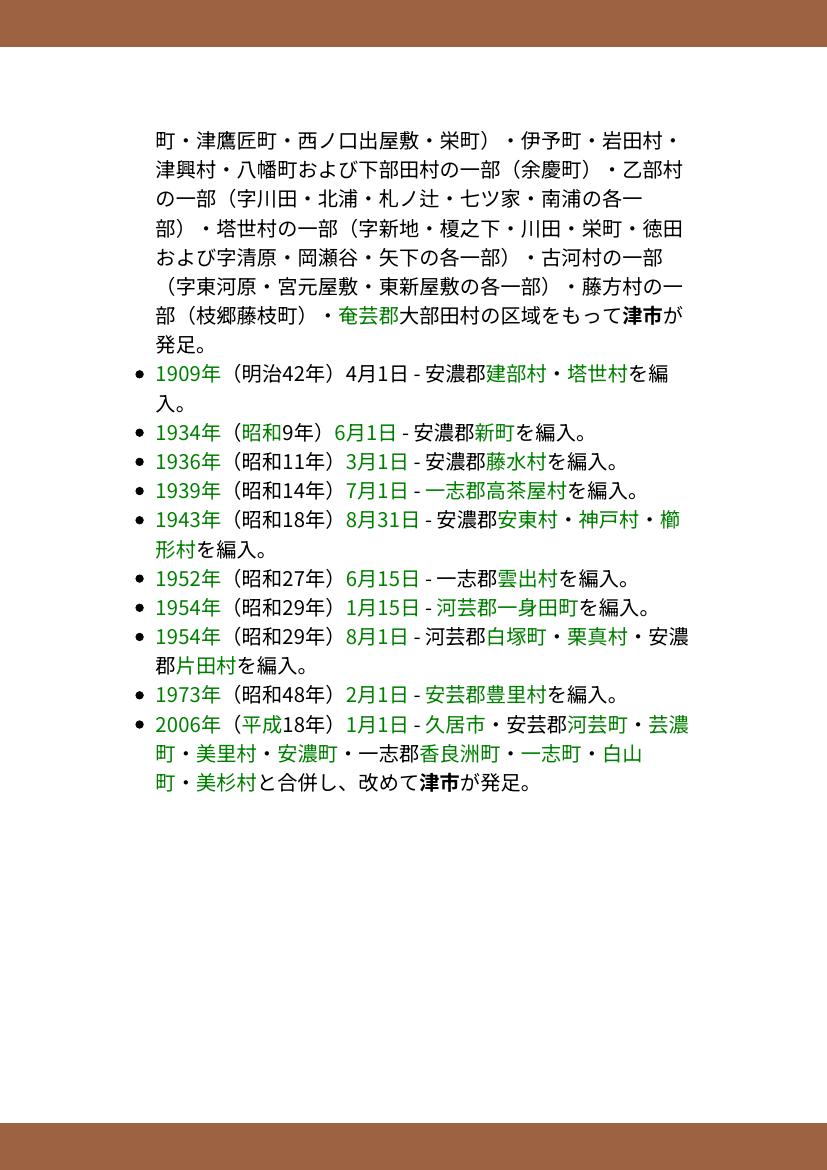 町・津鷹匠町・西ノ口出屋敷・栄町）・伊予町・岩田村・
津興村・八幡町および下部田村の一部（余慶町）・乙部村
の一部（字川田・北浦・札ノ辻・七ツ家・南浦の各一
部）・塔世村の一部（字新地・榎之下・川田・栄町・徳田
および字清原・岡瀬谷・矢下の各一部）・古河村の一部
（字東河原・宮元屋敷・東新屋敷の各一部）・藤方村の一
部（枝郷藤枝町）・奄芸郡大部田村の区域をもって津市が
発足。
• 1909年（明治42年）4月1日 - 安濃郡建部村・塔世村を編
入。
• 1934年（昭和9年）6月1日 - 安濃郡新町を編入。
• 1936年（昭和11年）3月1日 - 安濃郡藤水村を編入。
• 1939年（昭和14年）7月1日 - 一志郡高茶屋村を編入。
• 1943年（昭和18年）8月31日 - 安濃郡安東村・神戸村・櫛
形村を編入。
• 1952年（昭和27年）6月15日 - 一志郡雲出村を編入。
• 1954年（昭和29年）1月15日 - 河芸郡一身田町を編入。
• 1954年（昭和29年）8月1日 - 河芸郡白塚町・栗真村・安濃
郡片田村を編入。
• 1973年（昭和48年）2月1日 - 安芸郡豊里村を編入。
• 2006年（平成18年）1月1日 - 久居市・安芸郡河芸町・芸濃
町・美里村・安濃町・一志郡香良洲町・一志町・白山
町・美杉村と合併し、改めて津市が発足。